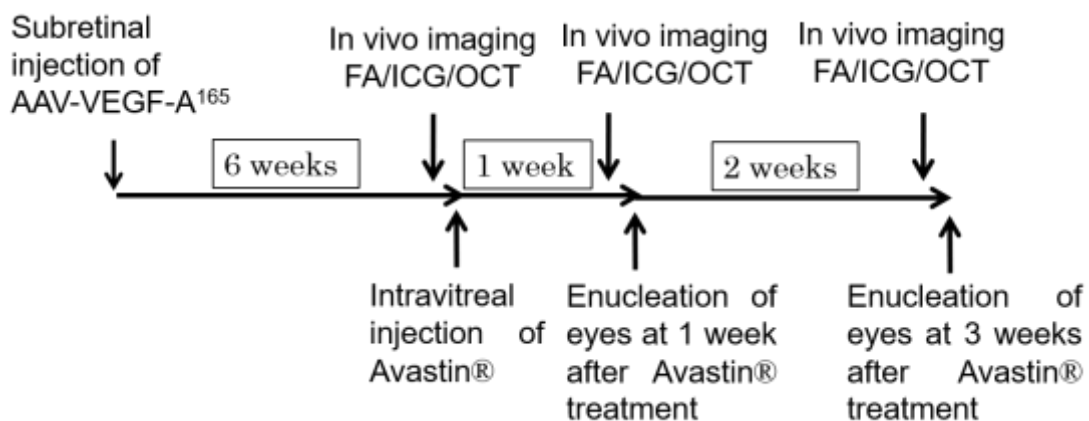 Subretinal
injection of
AAV-VEGF-A¹⁶⁵
In vivo imaging
FA/ICG/OCT
In vivo imaging
FA/ICG/OCT
In vivo imaging
FA/ICG/OCT
6 weeks
1 week
2 weeks
Intravitreal
injection of
Avastin®
Enucleation of
eyes at 1 week
after Avastin®
treatment
Enucleation of
eyes at 3 weeks
after Avastin®
treatment